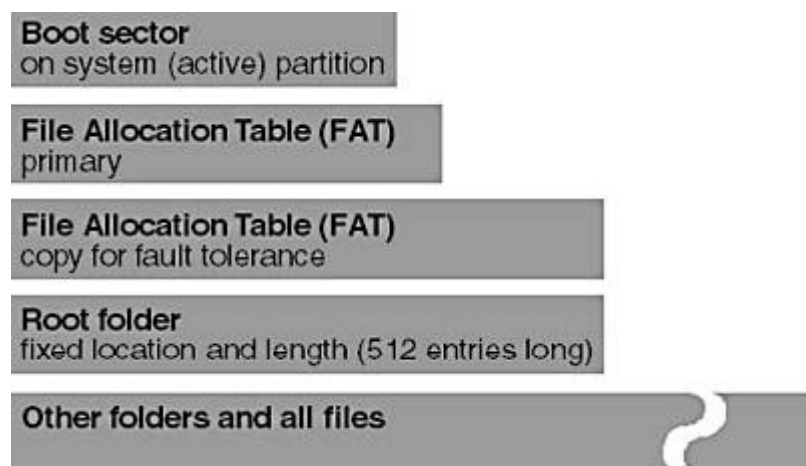 Boot sector
on system (active) partition
File Allocation Table (FAT)
primary
File Allocation Table (FAT)
copy for fault tolerance
Root folder
fixed location and length (512 entries long)
Other folders and all files